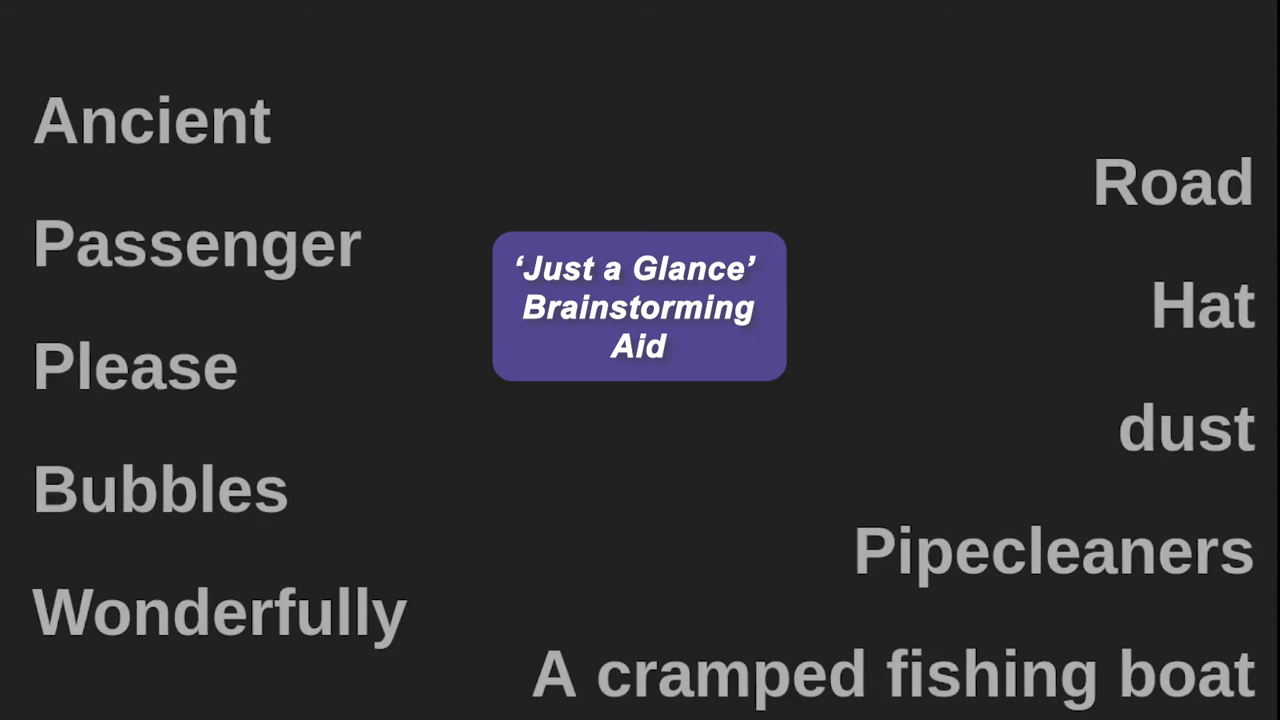 Ancient
Road
Passenger
‘Just a Glance’
Brainstorming
Aid
Hat
Please
dust
Bubbles
Pipecleaners
Wonderfully
A cramped fishing boat